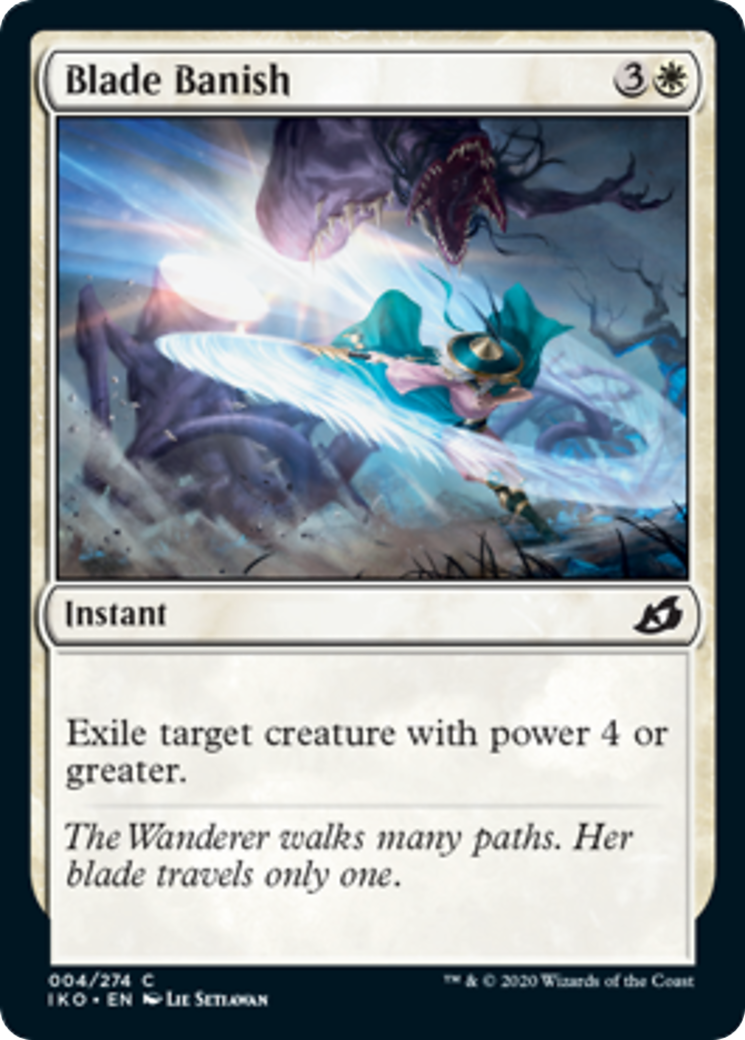 Blade Banish 3
Instant
Exile target creature with power 4 or
greater.
The Wanderer walks many paths. Her
blade travels only one.
004/274 C
IKO • EN Lie Setiawan
™ & © 2020 Wizards of the Coast